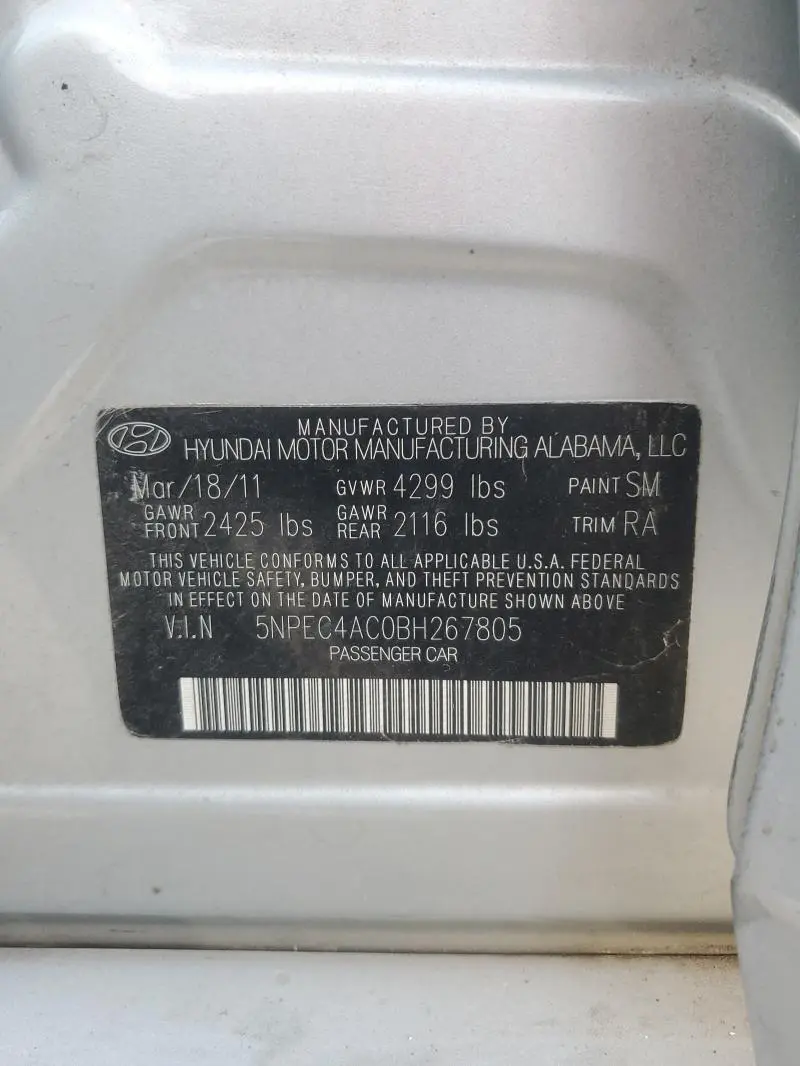 MANUFACTURED BY
HYUNDAI MOTOR MANUFACTURING ALABAMA, LLC
Mar/18/11 GVWR 4299 lbs PAINT SM
GAWR FRONT 2425 lbs GAWR REAR 2116 lbs TRIM RA
THIS VEHICLE CONFORMS TO ALL APPLICABLE U.S.A. FEDERAL
MOTOR VEHICLE SAFETY, BUMPER, AND THEFT PREVENTION STANDARDS
IN EFFECT ON THE DATE OF MANUFACTURE SHOWN ABOVE
V.I.N 5NPEC4AC0BH267805
PASSENGER CAR